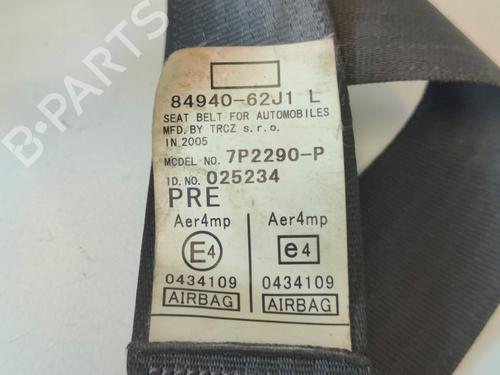 84940-62J1 L
SEAT BELT FOR AUTOMOBILES
MFD. BY TRCZ s.r.o.
IN 2005
MODEL NO. 7P2290-P
ID. NO. 025234
PRE
Aer4mp Aer4mp
E4 e4
0434109 0434109
AIRBAG AIRBAG
B-PARTS